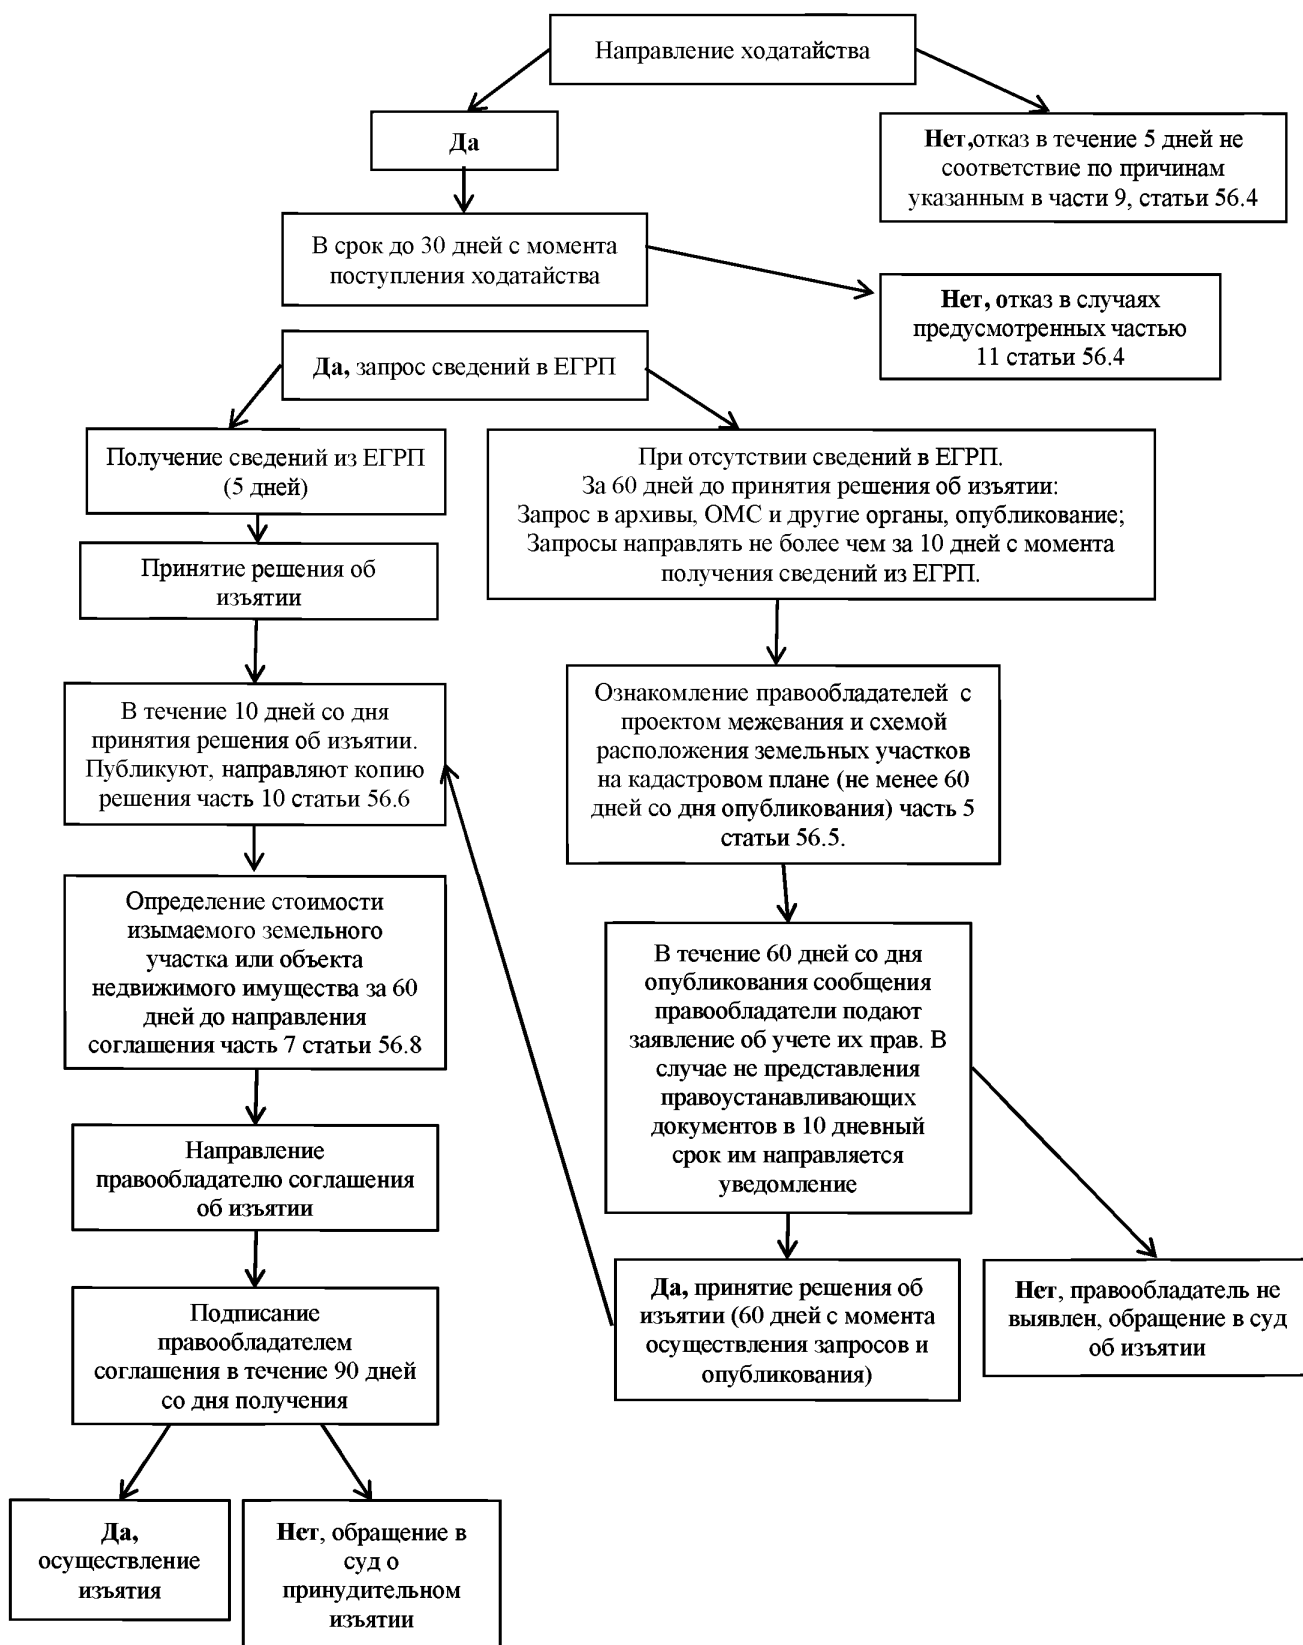 Направление ходатайства
Да
Нет,отказ в течение 5 дней не
соответствие по причинам
указанным в части 9, статьи 56.4
В срок до 30 дней с момента
поступления ходатайства
Нет, отказ в случаях
предусмотренных частью
11 статьи 56.4
Да, запрос сведений в ЕГРП
Получение сведений из ЕГРП
(5 дней)
При отсутствии сведений в ЕГРП.
За 60 дней до принятия решения об изъятии:
Запрос в архивы, ОМС и другие органы, опубликование;
Запросы направлять не более чем за 10 дней с момента
получения сведений из ЕГРП.
Принятие решения об
изъятии
В течение 10 дней со дня
принятия решения об изъятии.
Публикуют, направляют копию
решения часть 10 статьи 56.6
Ознакомление правообладателей с
проектом межевания и схемой
расположения земельных участков
на кадастровом плане (не менее 60
дней со дня опубликования) часть 5
статьи 56.5.
Определение стоимости
изымаемого земельного
участка или объекта
недвижимого имущества за 60
дней до направления
соглашения часть 7 статьи 56.8
В течение 60 дней со дня
опубликования сообщения
правообладатели подают
заявление об учете их прав. В
случае не представления
правоустанавливающих
документов в 10 дневный
срок им направляется
уведомление
Направление
правообладателю соглашения
об изъятии
Да, принятие решения об
изъятии (60 дней с момента
осуществления запросов и
опубликования)
Нет, правообладатель не
выявлен, обращение в суд
об изъятии
Подписание
правообладателем
соглашения в течение 90 дней
со дня получения
Да,
осуществление
изъятия
Нет, обращение в
суд о
принудительном
изъятии